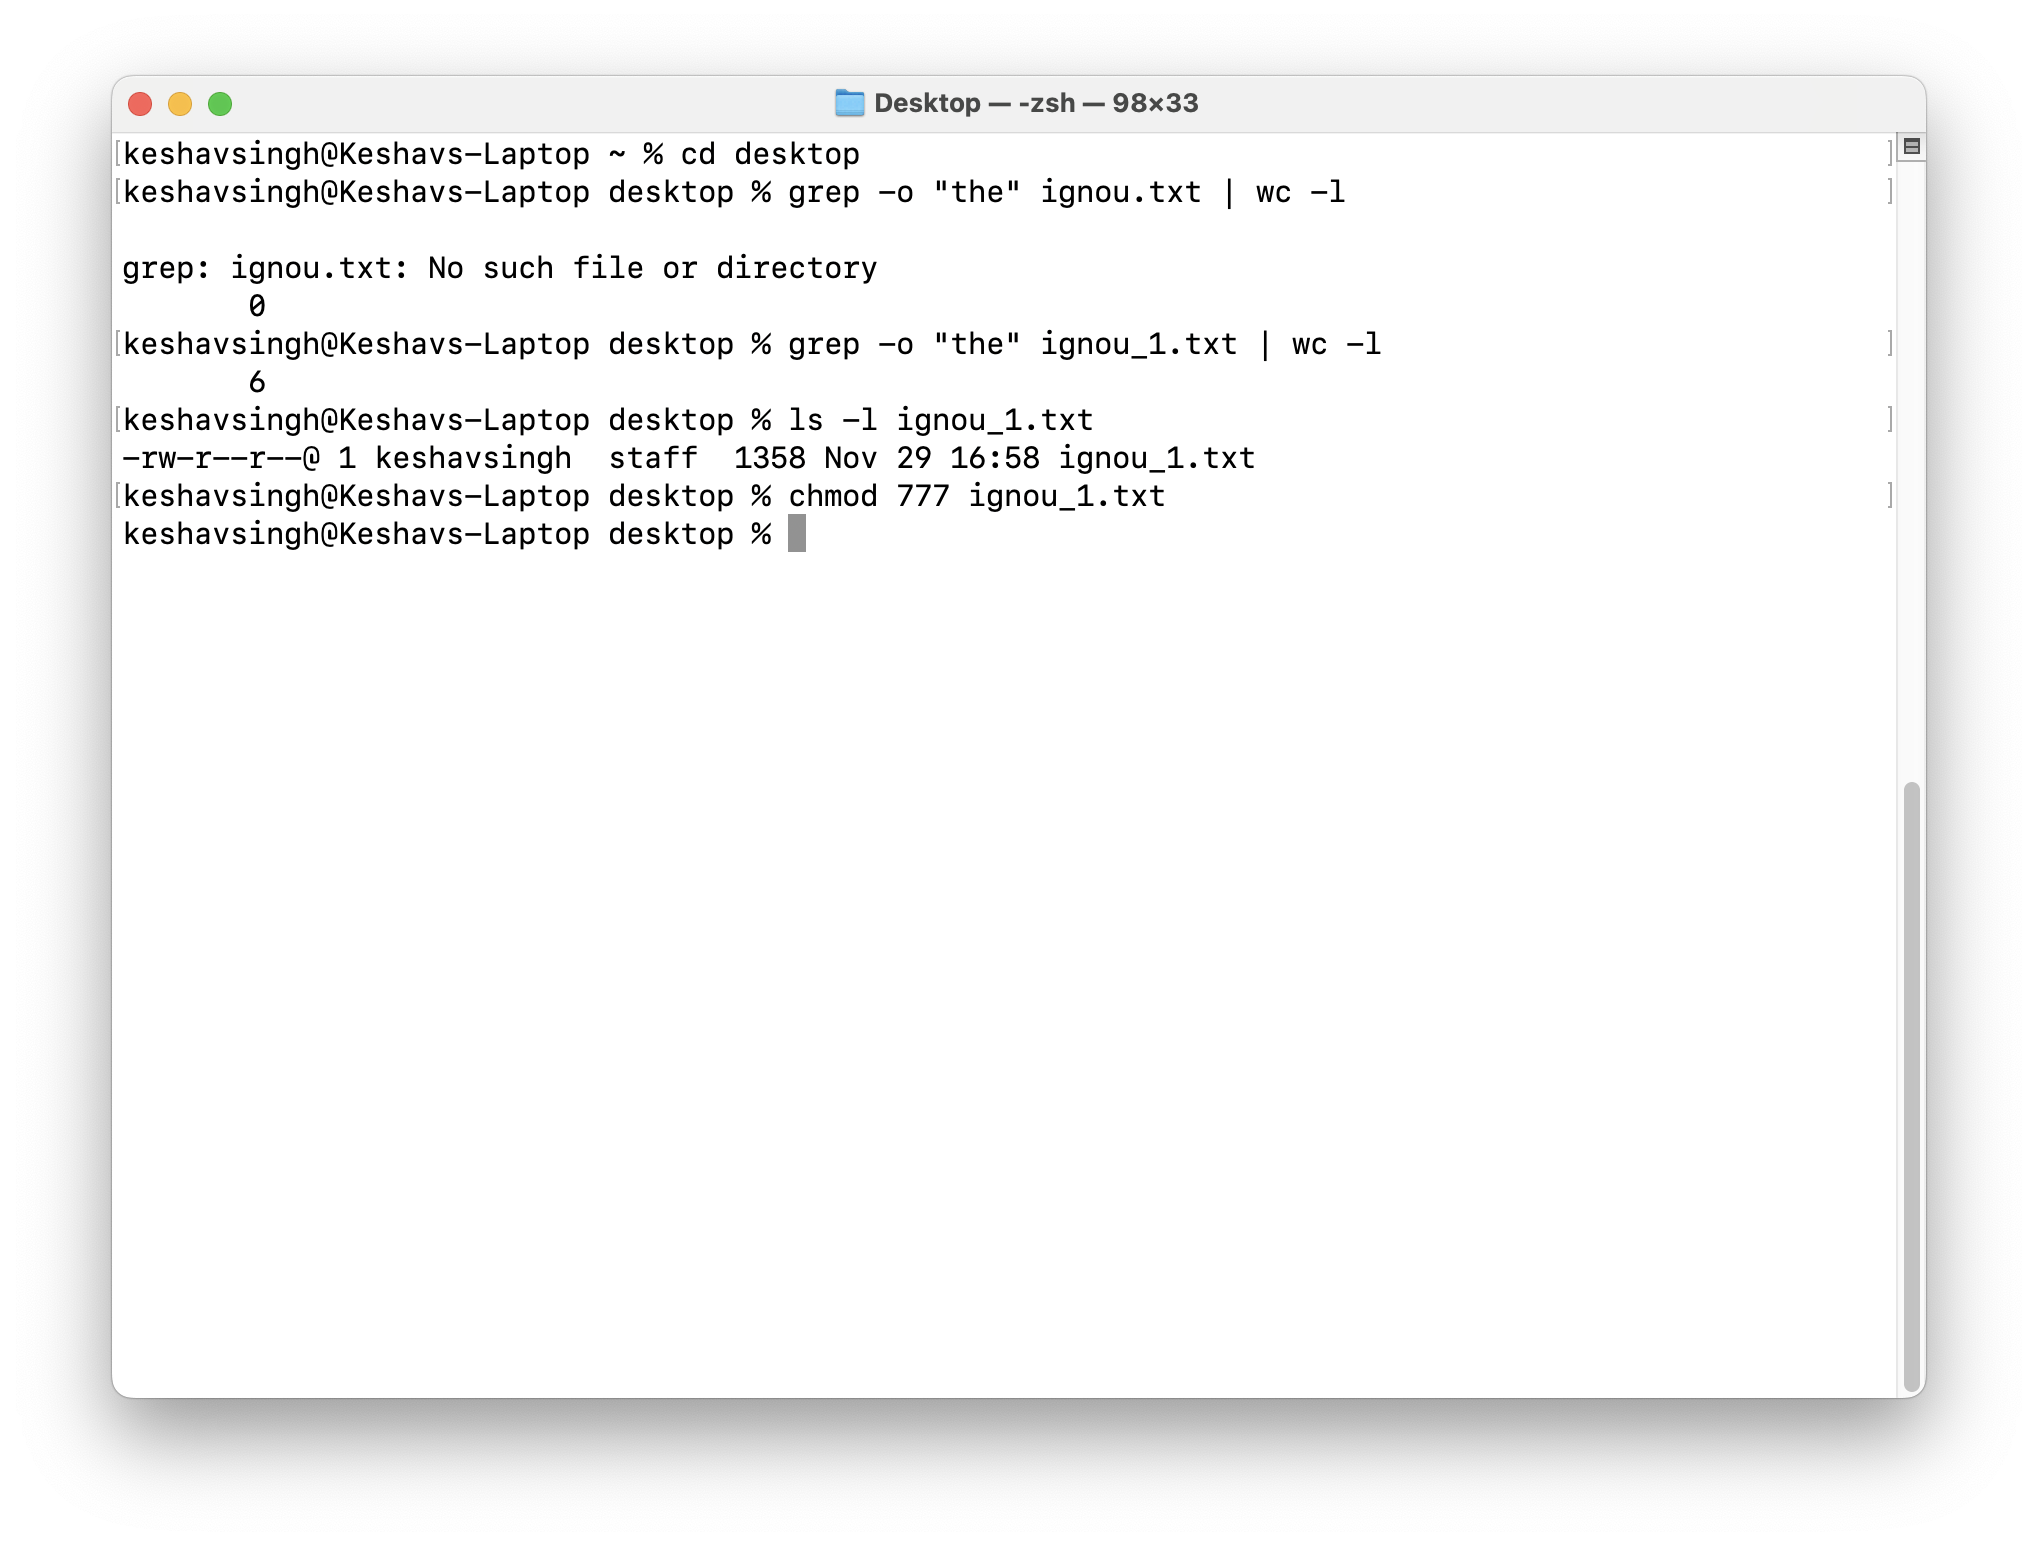 Desktop — -zsh — 98×33
keshavsingh@Keshavs-Laptop ~ % cd desktop
keshavsingh@Keshavs-Laptop desktop % grep -o "the" ignou.txt | wc -l
grep: ignou.txt: No such file or directory
0
keshavsingh@Keshavs-Laptop desktop % grep -o "the" ignou_1.txt | wc -l
6
keshavsingh@Keshavs-Laptop desktop % ls -l ignou_1.txt
-rw-r--r--@ 1 keshavsingh  staff  1358 Nov 29 16:58 ignou_1.txt
keshavsingh@Keshavs-Laptop desktop % chmod 777 ignou_1.txt
keshavsingh@Keshavs-Laptop desktop %